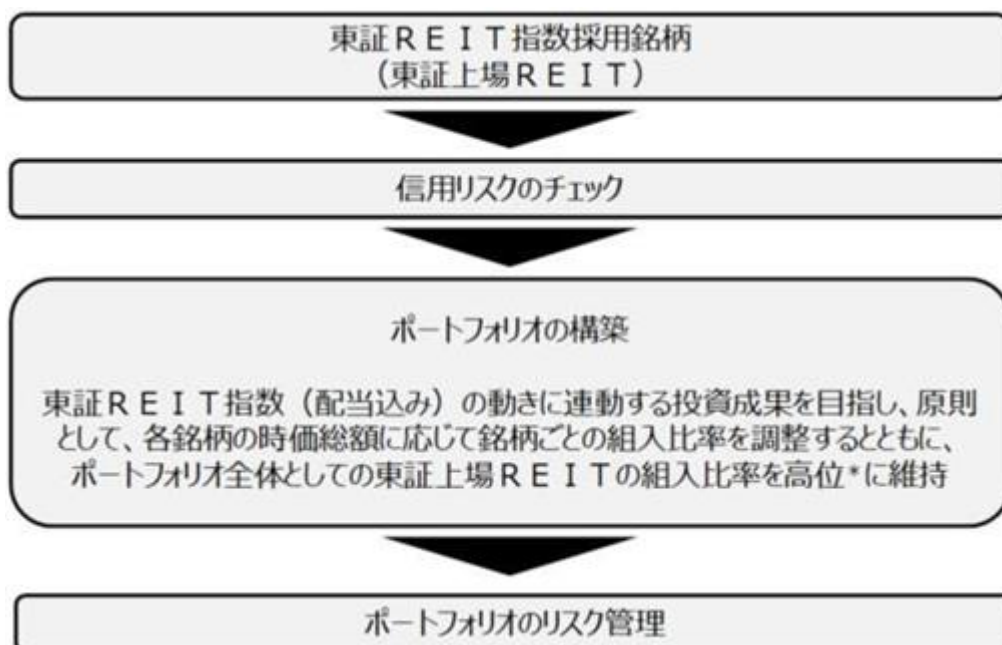 東証ＲＥＩＴ指数採用銘柄
（東証上場ＲＥＩＴ）
信用リスクのチェック
ポートフォリオの構築
東証ＲＥＩＴ指数（配当込み）の動きに連動する投資成果を目指し、原則
として、各銘柄の時価総額に応じて銘柄ごとの組入比率を調整するとともに、
ポートフォリオ全体としての東証上場ＲＥＩＴの組入比率を高位*に維持
ポートフォリオのリスク管理